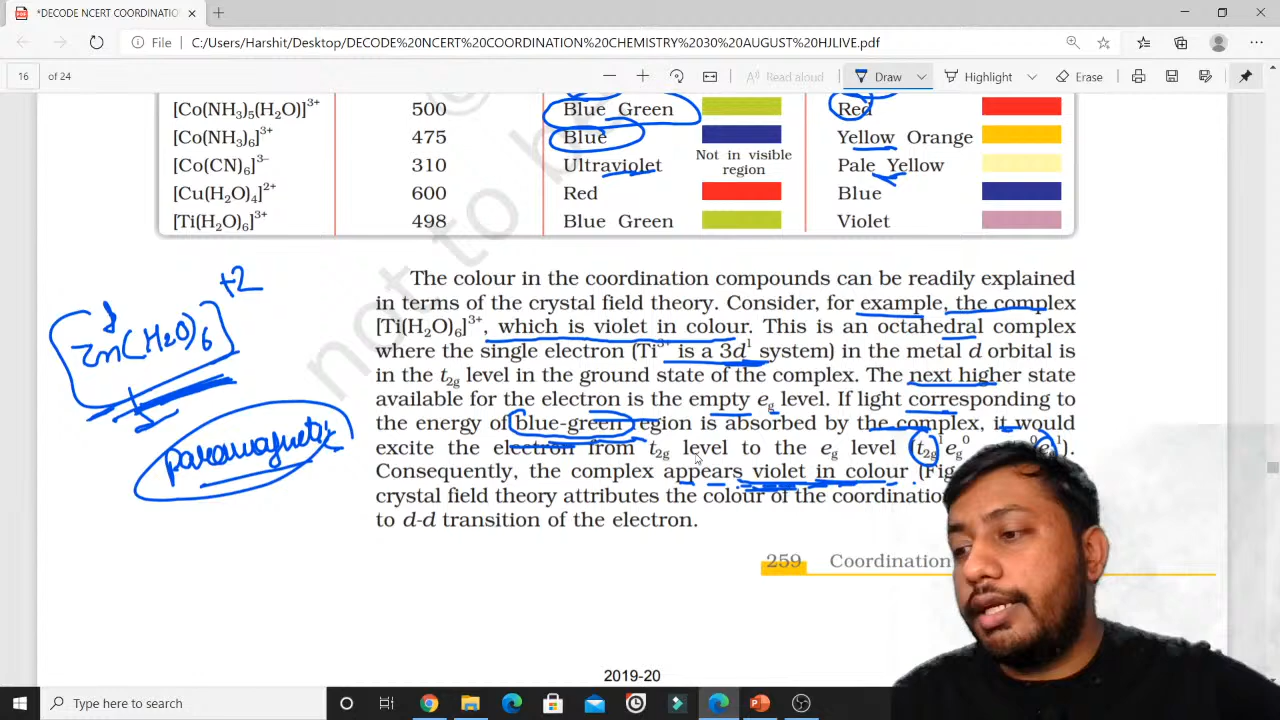 *DECODE NCERT COORDINATIO
File C:/Users/Harshit/Desktop/DECODE%20NCERT%20COORDINATION%20CHEMISTRY%2030%20AUGUST%20HJLIVE.pdf
16 of 24 Read aloud Draw Highlight Erase
[Co(NH₃)₅(H₂O)]³⁺ 500 Blue Green Red
[Co(NH₃)₆]³⁺ 475 Blue Yellow Orange
[Co(CN)₆]³⁻ 310 Ultraviolet Not in visible region Pale Yellow
[Cu(H₂O)₄]²⁺ 600 Red Blue
[Ti(H₂O)₆]³⁺ 498 Blue Green Violet
The colour in the coordination compounds can be readily explained
in terms of the crystal field theory. Consider, for example, the complex
[Ti(H₂O)₆]³⁺, which is violet in colour. This is an octahedral complex
where the single electron (Ti³⁺ is a 3d¹ system) in the metal d orbital is
in the t₂g level in the ground state of the complex. The next higher state
available for the electron is the empty eg level. If light corresponding to
the energy of blue-green region is absorbed by the complex, it would
excite the electron from t₂g level to the eg level (t₂g¹eg⁰
Consequently, the complex appears violet in colour (Fig
crystal field theory attributes the colour of the coordination
to d-d transition of the electron.
[Zn(H₂O)₆]⁺²
paramagnetic
not to be
259 Coordination
2019-20
Type here to search